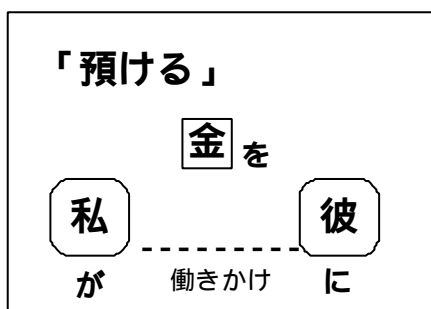 「預ける」
金を
私 彼
が 働きかけ に